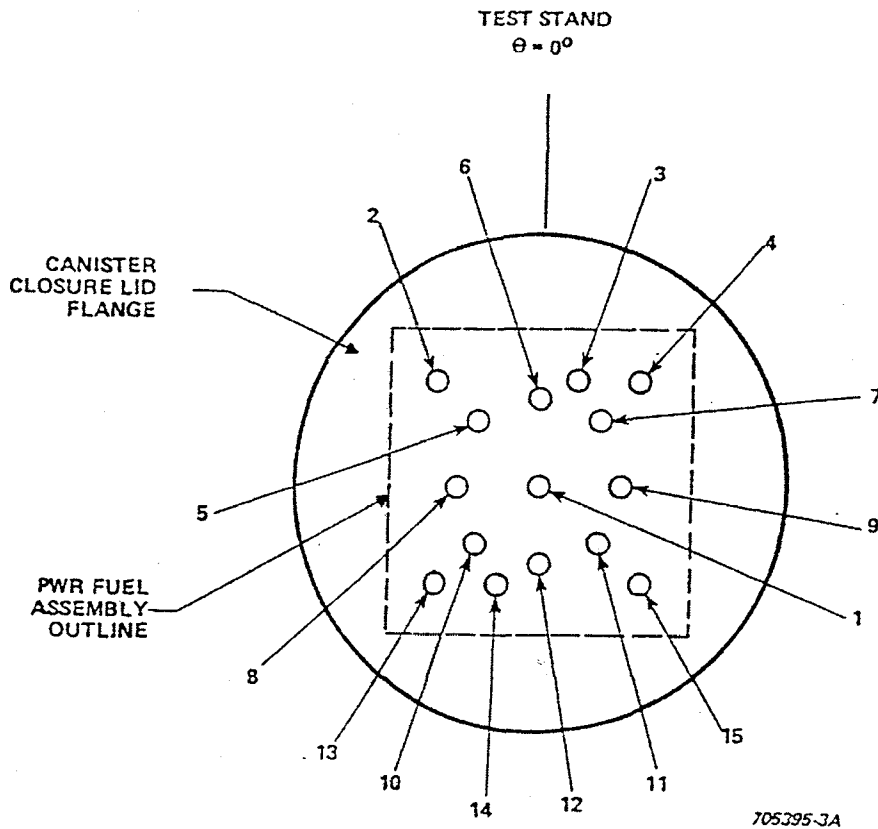 TEST STAND
Θ = 0°
6
3
2
4
CANISTER
CLOSURE LID
FLANGE
7
5
9
PWR FUEL
ASSEMBLY
OUTLINE
1
8
13
15
10
11
14
12
705395-3A